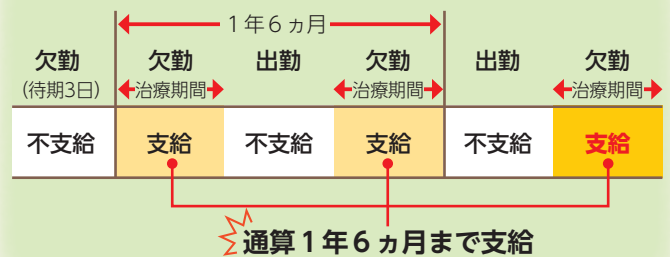 1年6ヵ月
欠勤 欠勤 出勤 欠勤 出勤 欠勤
(待期3日) 治療期間 治療期間 治療期間
不支給 支給 不支給 支給 不支給 支給
通算1年6ヵ月まで支給